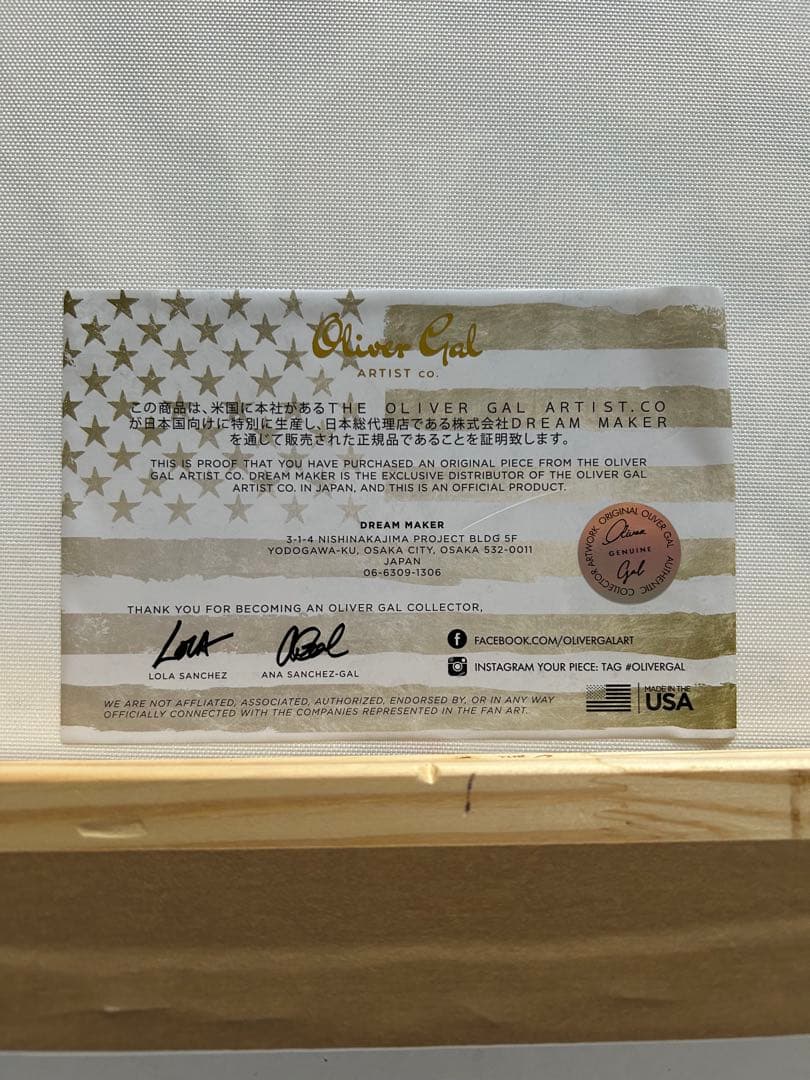 Oliver Gal
ARTIST CO.
この商品は、米国に本社があるTHE OLIVER GAL ARTIST.CO
が日本国向けに特別に生産し、日本総代理店である株式会社DREAM MAKER
を通じて販売された正規品であることを証明致します。
THIS IS PROOF THAT YOU HAVE PURCHASED AN ORIGINAL PIECE FROM THE OLIVER
GAL ARTIST CO. DREAM MAKER IS THE EXCLUSIVE DISTRIBUTOR OF THE OLIVER GAL
ARTIST CO. IN JAPAN, AND THIS IS AN OFFICIAL PRODUCT.
DREAM MAKER
3-1-4 NISHINAKAJIMA PROJECT BLDG 5F
YODOGAWA-KU, OSAKA CITY, OSAKA 532-0011
JAPAN
06-6309-1306
ORIGINAL OLIVER GAL
Oliver
GENUINE
Gal
AUTHENTIC COLLECTOR ARTWORK
THANK YOU FOR BECOMING AN OLIVER GAL COLLECTOR,
LOLA
LOLA SANCHEZ
ANA SANCHEZ-GAL
FACEBOOK.COM/OLIVERGALART
INSTAGRAM YOUR PIECE: TAG #OLIVERGAL
WE ARE NOT AFFLIATED, ASSOCIATED, AUTHORIZED, ENDORSED BY, OR IN ANY WAY
OFFICIALLY CONNECTED WITH THE COMPANIES REPRESENTED IN THE FAN ART.
MADE IN THE
USA